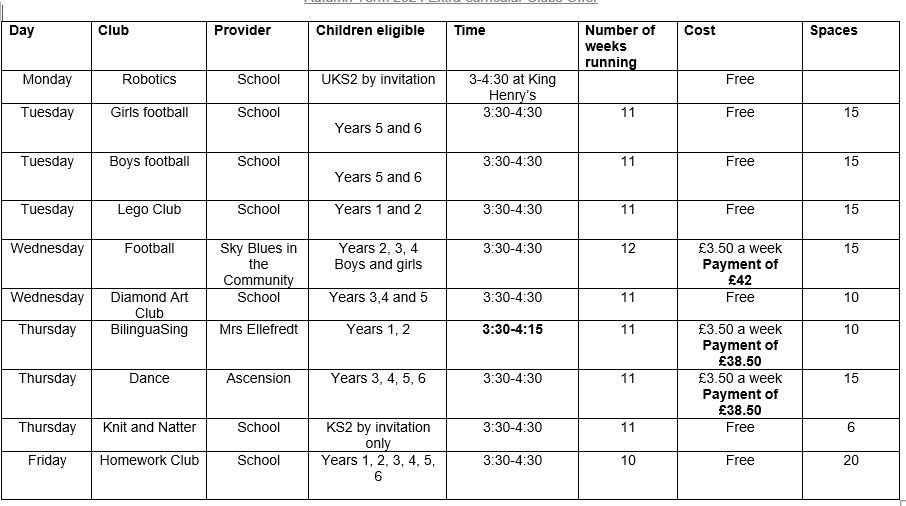 Autumn Term 2024 Extra-curricular Clubs Offer
Day Club Provider Children eligible Time Number of weeks running Cost Spaces
Monday Robotics School UKS2 by invitation 3-4:30 at King Henry's Free
Tuesday Girls football School Years 5 and 6 3:30-4:30 11 Free 15
Tuesday Boys football School Years 5 and 6 3:30-4:30 11 Free 15
Tuesday Lego Club School Years 1 and 2 3:30-4:30 11 Free 15
Wednesday Football Sky Blues in the Community Years 2, 3, 4 Boys and girls 3:30-4:30 12 £3.50 a week Payment of £42 15
Wednesday Diamond Art Club School Years 3,4 and 5 3:30-4:30 11 Free 10
Thursday BilinguaSing Mrs Ellefredt Years 1, 2 3:30-4:15 11 £3.50 a week Payment of £38.50 10
Thursday Dance Ascension Years 3, 4, 5, 6 3:30-4:30 11 £3.50 a week Payment of £38.50 15
Thursday Knit and Natter School KS2 by invitation only 3:30-4:30 11 Free 6
Friday Homework Club School Years 1, 2, 3, 4, 5, 6 3:30-4:30 10 Free 20